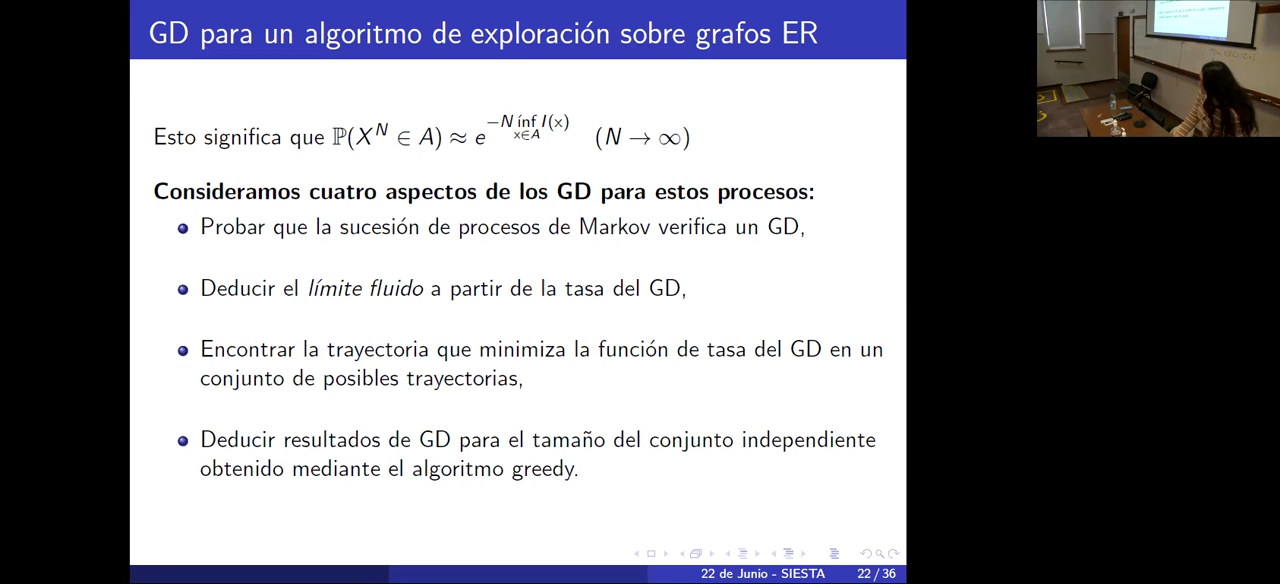 GD para un algoritmo de exploración sobre grafos ER
Esto significa que ℙ(X^N ∈ A) ≈ e^{-N ínf_{x∈A} I(x)} (N → ∞)
Consideramos cuatro aspectos de los GD para estos procesos:
Probar que la sucesión de procesos de Markov verifica un GD,
Deducir el límite fluido a partir de la tasa del GD,
Encontrar la trayectoria que minimiza la función de tasa del GD en un
conjunto de posibles trayectorias,
Deducir resultados de GD para el tamaño del conjunto independiente
obtenido mediante el algoritmo greedy.
22 de Junio - SIESTA 22 / 36